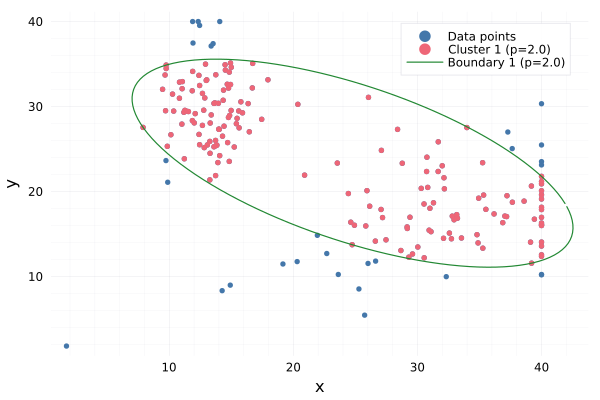 40
30
20
10
y
Data points
Cluster 1 (p=2.0)
Boundary 1 (p=2.0)
10 20 30 40
x